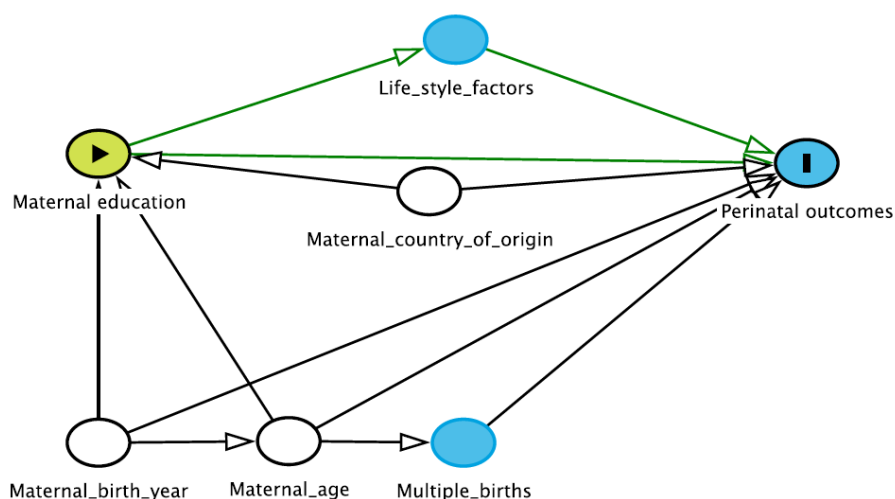 Life_style_factors
Maternal education
Perinatal outcomes
Maternal_country_of_origin
Maternal_birth_year
Maternal_age
Multiple_births